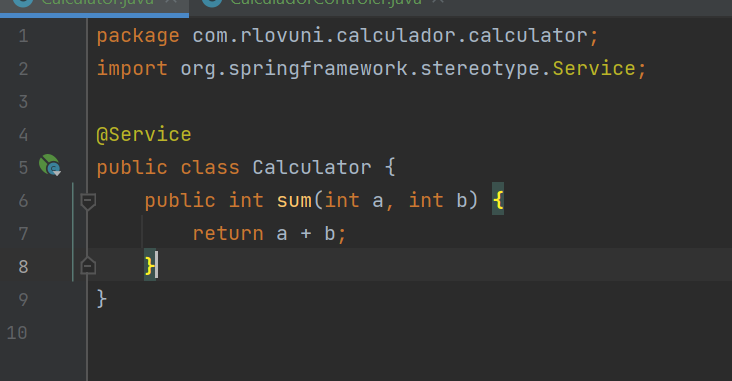 Calculator.java CalculadorControler.java
1 package com.rlovuni.calculador.calculator;
2 import org.springframework.stereotype.Service;
3
4 @Service
5 public class Calculator {
6 public int sum(int a, int b) {
7 return a + b;
8 }
9 }
10